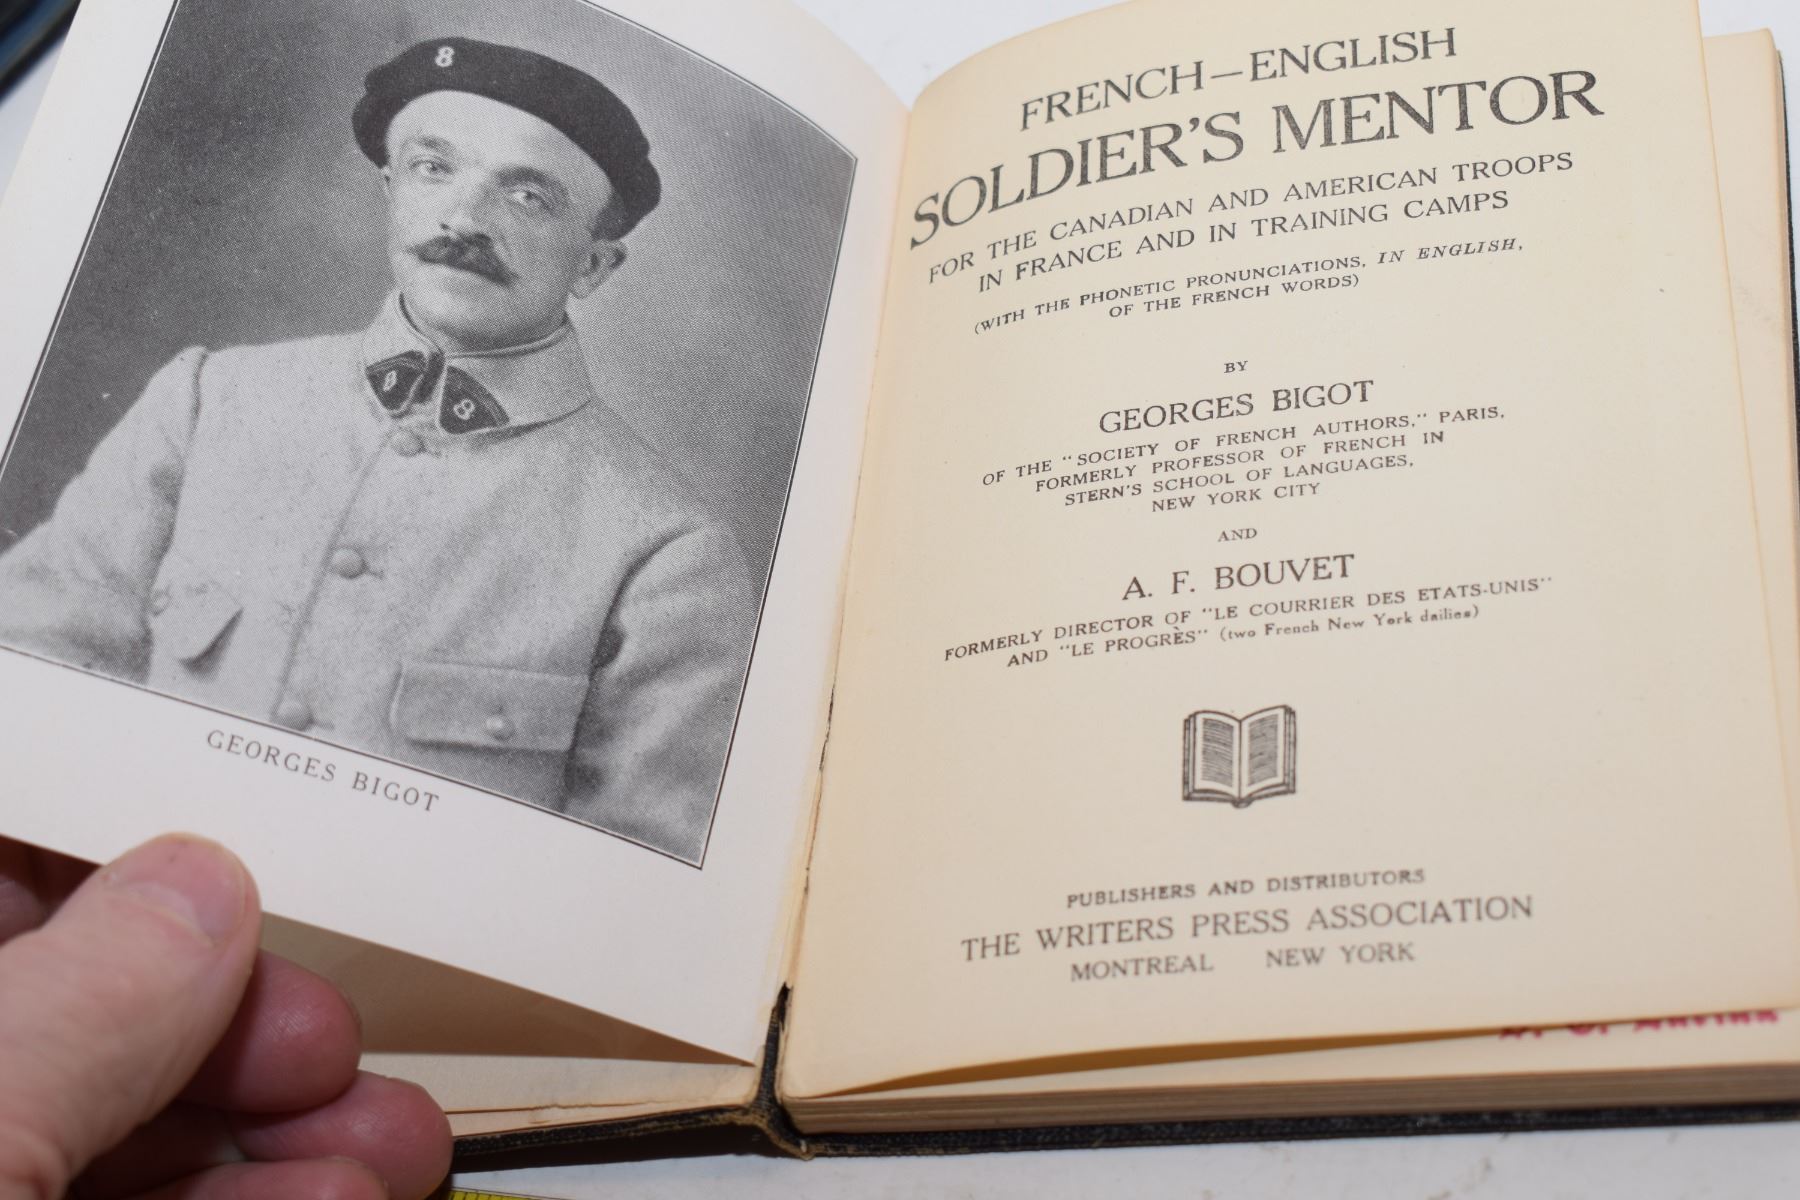 8
8
8
GEORGES BIGOT
FRENCH—ENGLISH
SOLDIER'S MENTOR
FOR THE CANADIAN AND AMERICAN TROOPS
IN FRANCE AND IN TRAINING CAMPS
(WITH THE PHONETIC PRONUNCIATIONS, IN ENGLISH,
OF THE FRENCH WORDS)
BY
GEORGES BIGOT
OF THE "SOCIETY OF FRENCH AUTHORS," PARIS,
FORMERLY PROFESSOR OF FRENCH IN
STERN'S SCHOOL OF LANGUAGES,
NEW YORK CITY
AND
A. F. BOUVET
FORMERLY DIRECTOR OF "LE COURRIER DES ETATS-UNIS"
AND "LE PROGRÈS" (two French New York dailies)
PUBLISHERS AND DISTRIBUTORS
THE WRITERS PRESS ASSOCIATION
MONTREAL NEW YORK